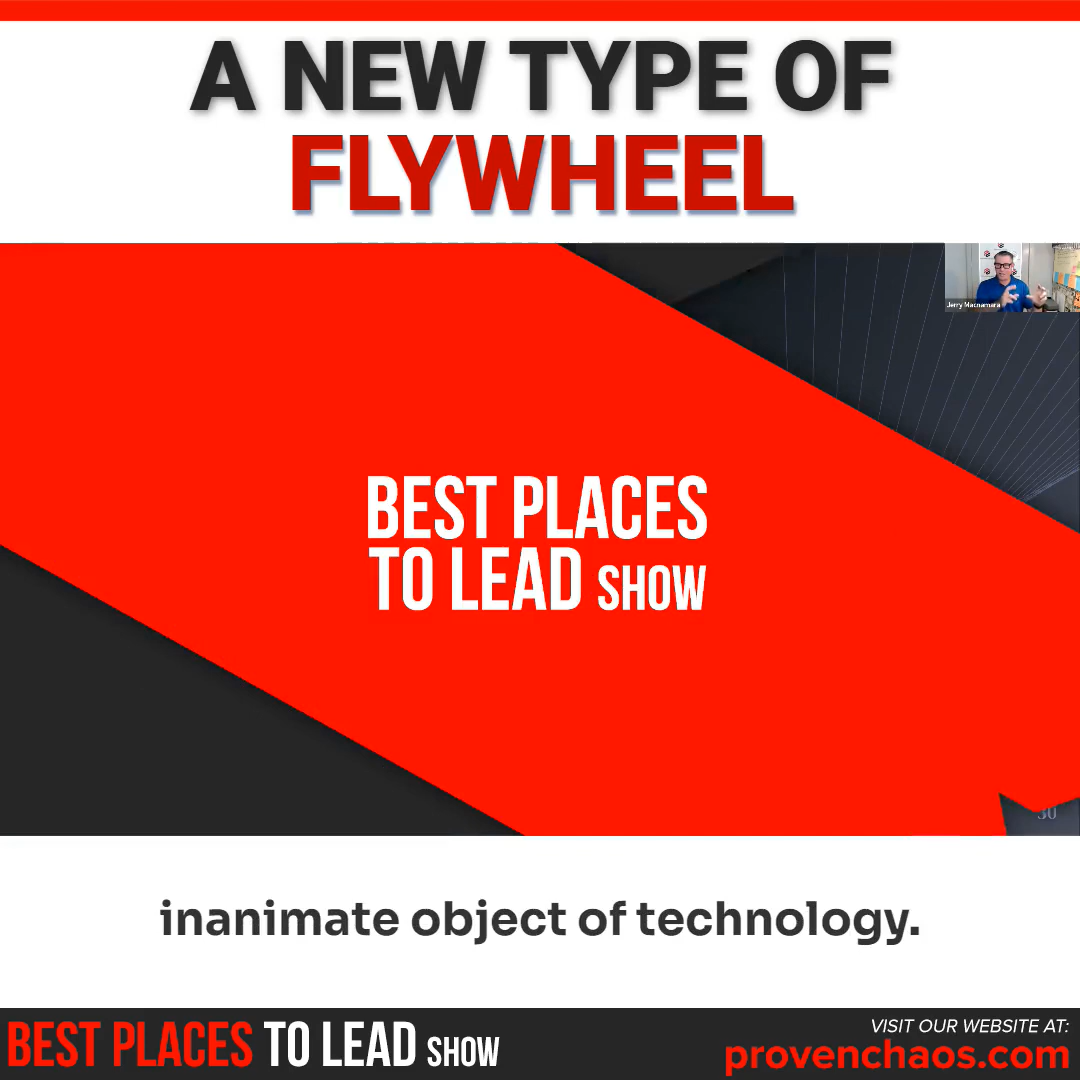 A NEW TYPE OF
FLYWHEEL
Jerry Macnamara
BEST PLACES
TO LEAD SHOW
30
inanimate object of technology.
BEST PLACES TO LEAD SHOW
VISIT OUR WEBSITE AT:
provenchaos.com